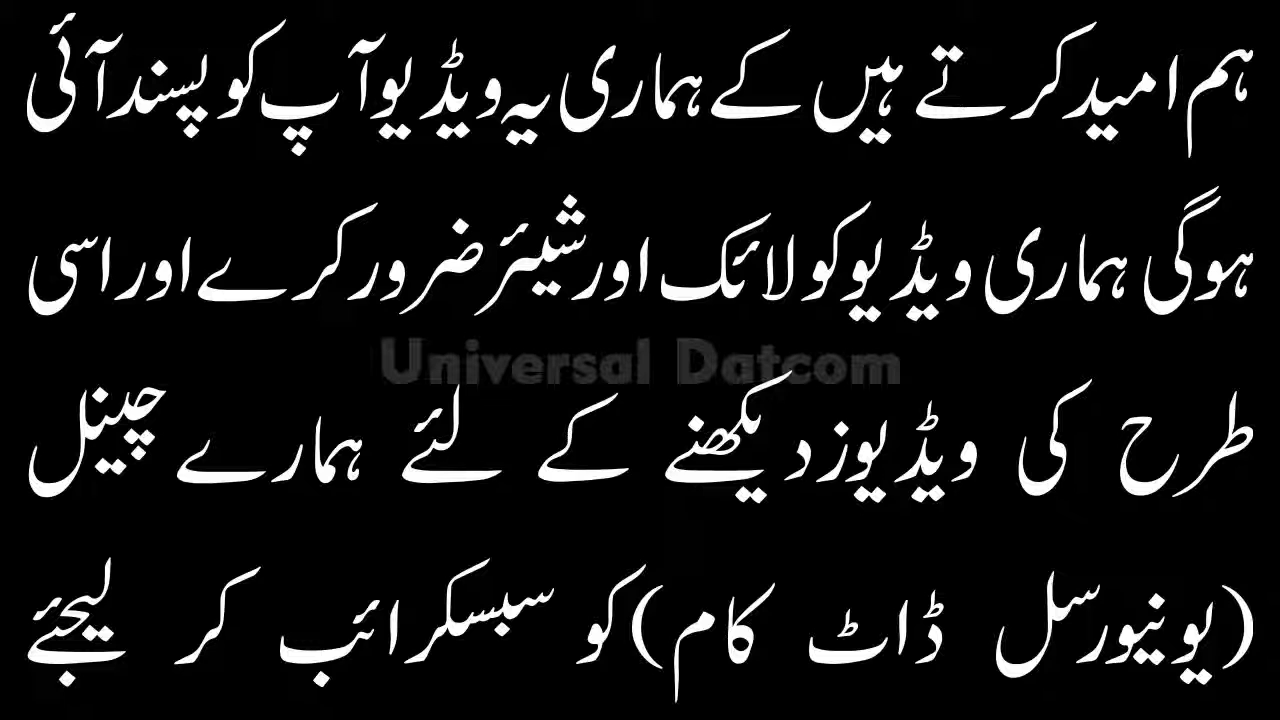 ہم امید کرتے ہیں کے ہماری یہ ویڈیو آپ کو پسند آئی
ہوگی ہماری ویڈیو کو لائک اور شیئر ضرور کرے اور اسی
Universal Datcom
طرح کی ویڈیوز دیکھنے کے لئے ہمارے چینل
(یونیورسل ڈاٹ کام) کو سبسکرائب کر لیجئے